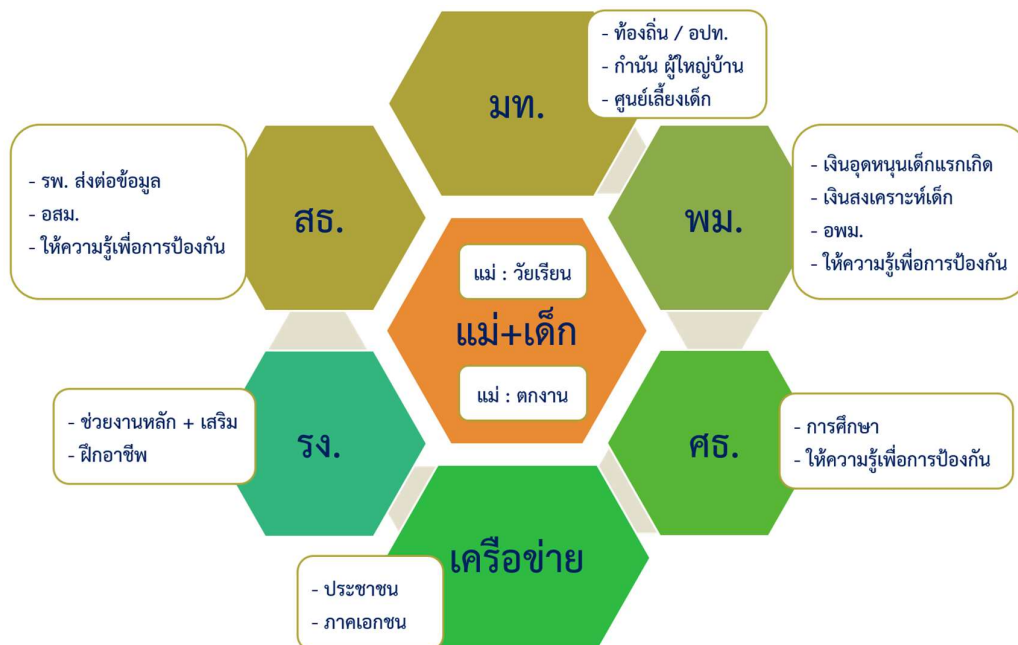 มท.
- ท้องถิ่น / อปท.
- กำนัน ผู้ใหญ่บ้าน
- ศูนย์เลี้ยงเด็ก
สธ.
- รพ. ส่งต่อข้อมูล
- อสม.
- ให้ความรู้เพื่อการป้องกัน
พม.
- เงินอุดหนุนเด็กแรกเกิด
- เงินสงเคราะห์เด็ก
- อพม.
- ให้ความรู้เพื่อการป้องกัน
แม่ : วัยเรียน
แม่+เด็ก
แม่ : ตกงาน
รง.
- ช่วยงานหลัก + เสริม
- ฝึกอาชีพ
ศธ.
- การศึกษา
- ให้ความรู้เพื่อการป้องกัน
เครือข่าย
- ประชาชน
- ภาคเอกชน